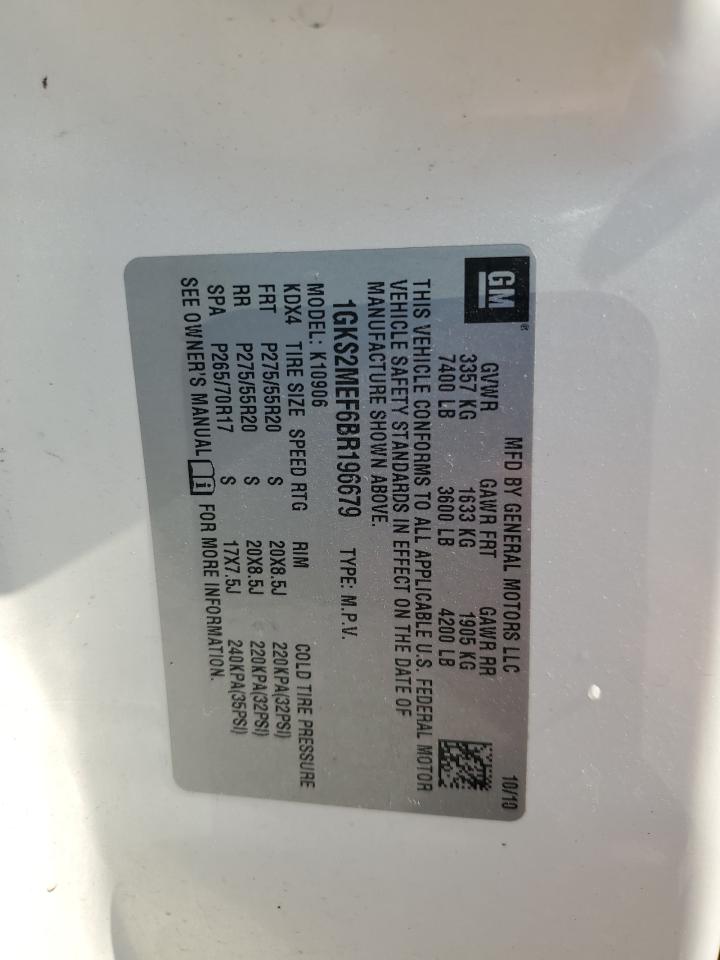 GM®
MFD BY GENERAL MOTORS LLC 10/10
GVWR GAWR FRT GAWR RR
3357 KG 1633 KG 1905 KG
7400 LB 3600 LB 4200 LB
THIS VEHICLE CONFORMS TO ALL APPLICABLE U.S. FEDERAL MOTOR
VEHICLE SAFETY STANDARDS IN EFFECT ON THE DATE OF
MANUFACTURE SHOWN ABOVE.
1GKS2MEF6BR196679 TYPE: M.P.V.
MODEL: K10906
KDX4 TIRE SIZE SPEED RTG RIM COLD TIRE PRESSURE
FRT P275/55R20 S 20X8.5J 220KPA(32PSI)
RR P275/55R20 S 20X8.5J 220KPA(32PSI)
SPA P265/70R17 S 17X7.5J 240KPA(35PSI)
SEE OWNER'S MANUAL i FOR MORE INFORMATION.